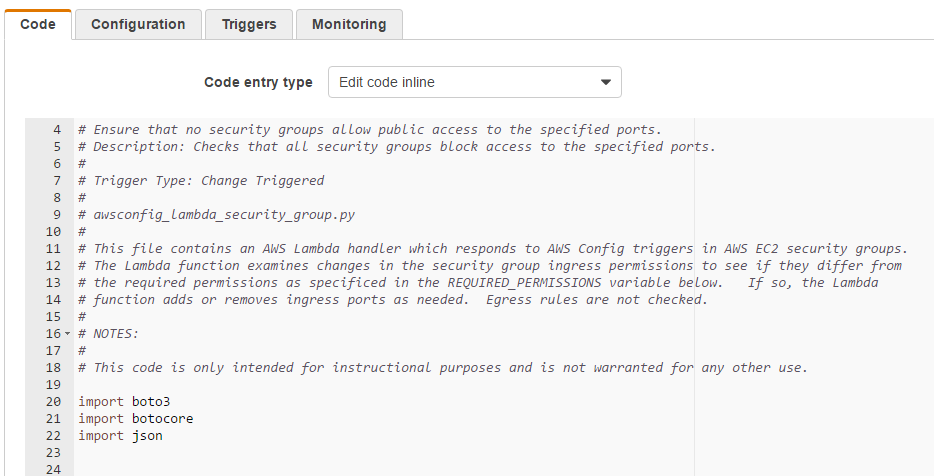 Code Configuration Triggers Monitoring
Code entry type Edit code inline
4 # Ensure that no security groups allow public access to the specified ports.
5 # Description: Checks that all security groups block access to the specified ports.
6 #
7 # Trigger Type: Change Triggered
8 #
9 # awsconfig_lambda_security_group.py
10 #
11 # This file contains an AWS Lambda handler which responds to AWS Config triggers in AWS EC2 security groups.
12 # The Lambda function examines changes in the security group ingress permissions to see if they differ from
13 # the required permissions as specificed in the REQUIRED_PERMISSIONS variable below.   If so, the Lambda
14 # function adds or removes ingress ports as needed.  Egress rules are not checked.
15 #
16 # NOTES:
17 #
18 # This code is only intended for instructional purposes and is not warranted for any other use.
19
20 import boto3
21 import botocore
22 import json
23
24